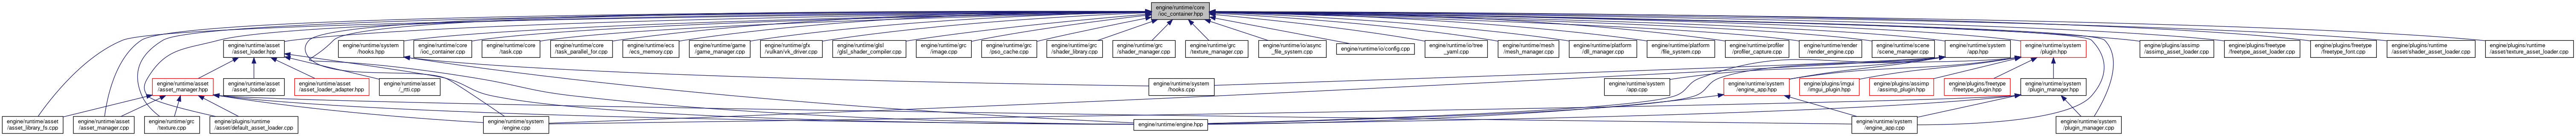 engine/runtime/core
/ioc_container.hpp
engine/runtime/asset
/asset_loader.hpp
engine/runtime/system
/hooks.hpp
engine/runtime/core
/ioc_container.cpp
engine/runtime/core
/task.cpp
engine/runtime/core
/task_parallel_for.cpp
engine/runtime/ecs
/ecs_memory.cpp
engine/runtime/game
/game_manager.cpp
engine/runtime/gfx
/vulkan/vk_driver.cpp
engine/runtime/glsl
/glsl_shader_compiler.cpp
engine/runtime/grc
/image.cpp
engine/runtime/grc
/pso_cache.cpp
engine/runtime/grc
/shader_library.cpp
engine/runtime/grc
/shader_manager.cpp
engine/runtime/grc
/texture_manager.cpp
engine/runtime/io/async
_file_system.cpp
engine/runtime/io/config.cpp
engine/runtime/io/tree
_yaml.cpp
engine/runtime/mesh
/mesh_manager.cpp
engine/runtime/platform
/dll_manager.cpp
engine/runtime/platform
/file_system.cpp
engine/runtime/profiler
/profiler_capture.cpp
engine/runtime/render
/render_engine.cpp
engine/runtime/scene
/scene_manager.cpp
engine/runtime/system
/app.hpp
engine/runtime/system
/plugin.hpp
engine/plugins/assimp
/assimp_asset_loader.cpp
engine/plugins/freetype
/freetype_asset_loader.cpp
engine/plugins/freetype
/freetype_font.cpp
engine/plugins/runtime
/asset/shader_asset_loader.cpp
engine/plugins/runtime
/asset/texture_asset_loader.cpp
engine/runtime/asset
/asset_manager.hpp
engine/runtime/asset
/asset_loader.cpp
engine/runtime/asset
/asset_loader_adapter.hpp
engine/runtime/asset
/_rtti.cpp
engine/runtime/system
/hooks.cpp
engine/runtime/system
/app.cpp
engine/runtime/system
/engine_app.hpp
engine/plugins/imgui
/imgui_plugin.hpp
engine/plugins/assimp
/assimp_plugin.hpp
engine/plugins/freetype
/freetype_plugin.hpp
engine/runtime/system
/plugin_manager.hpp
engine/runtime/asset
/asset_library_fs.cpp
engine/runtime/asset
/asset_manager.cpp
engine/runtime/grc
/texture.cpp
engine/plugins/runtime
/asset/default_asset_loader.cpp
engine/runtime/system
/engine.cpp
engine/runtime/engine.hpp
engine/runtime/system
/engine_app.cpp
engine/runtime/system
/plugin_manager.cpp